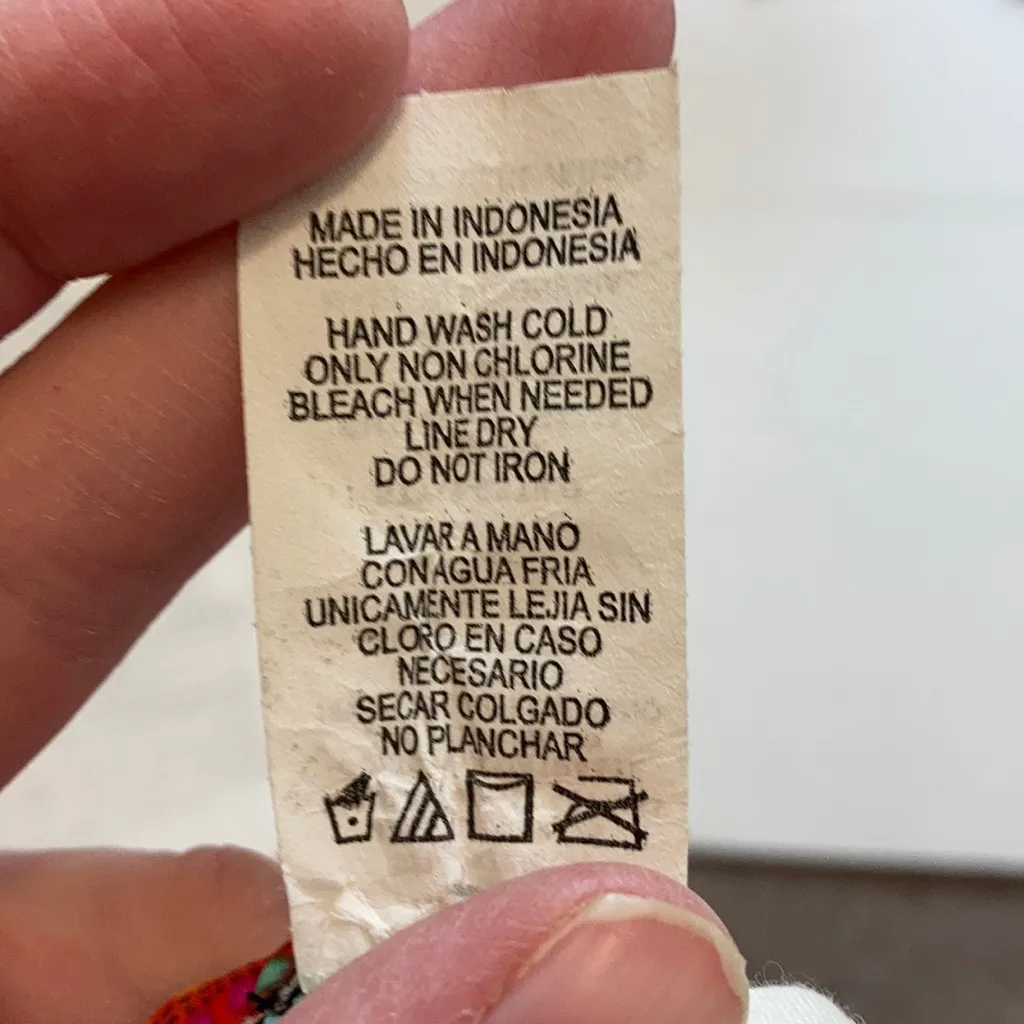 MADE IN INDONESIA
HECHO EN INDONESIA
HAND WASH COLD
ONLY NON CHLORINE
BLEACH WHEN NEEDED
LINE DRY
DO NOT IRON
LAVAR A MANO
CON AGUA FRIA
UNICAMENTE LEJIA SIN
CLORO EN CASO
NECESARIO
SECAR COLGADO
NO PLANCHAR